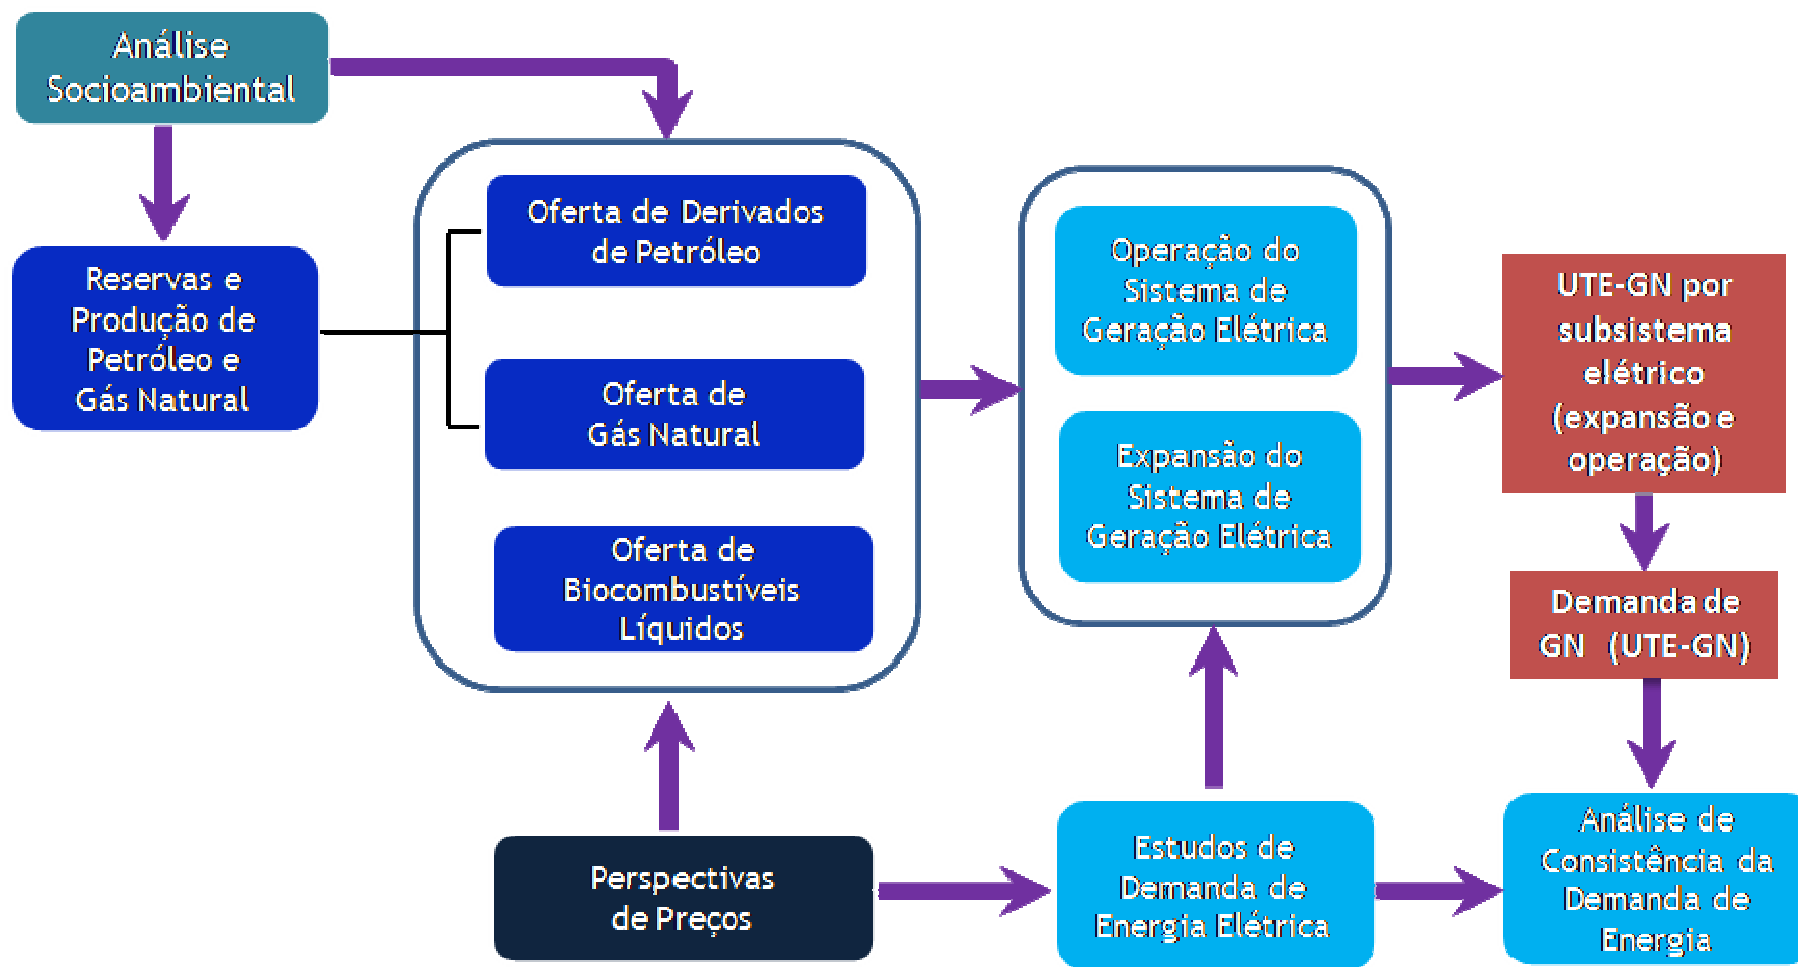 Análise
Socioambiental
Reservas e
Produção de
Petróleo e
Gás Natural
Oferta de Derivados
de Petróleo
Oferta de
Gás Natural
Oferta de
Biocombustíveis
Líquidos
Perspectivas
de Preços
Operação do
Sistema de
Geração Elétrica
Expansão do
Sistema de
Geração Elétrica
Estudos de
Demanda de
Energia Elétrica
UTE-GN por
subsistema
elétrico
(expansão e
operação)
Demanda de
GN (UTE-GN)
Análise de
Consistência da
Demanda de
Energia